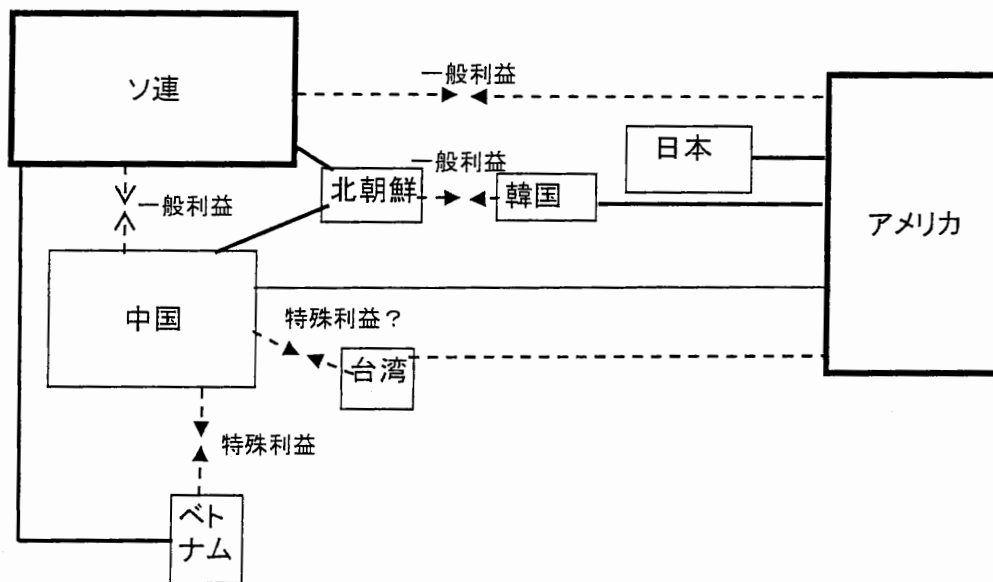 ソ連
一般利益
日本
一般利益
北朝鮮
韓国
一般利益
アメリカ
中国
特殊利益?
台湾
特殊利益
ベト
ナム